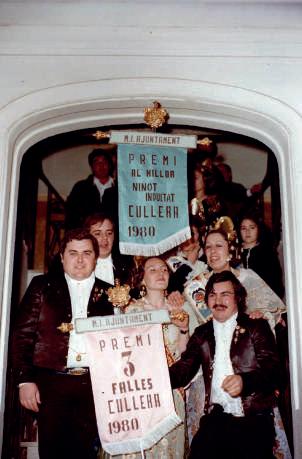 M.I. AJUNTAMENT
PREMI
AL MILLOR
NINOT
INDULTAT
CULLERA
1980
M.I. AJUNTAMENT
PREMI
3
FALLES
CULLERA
1980